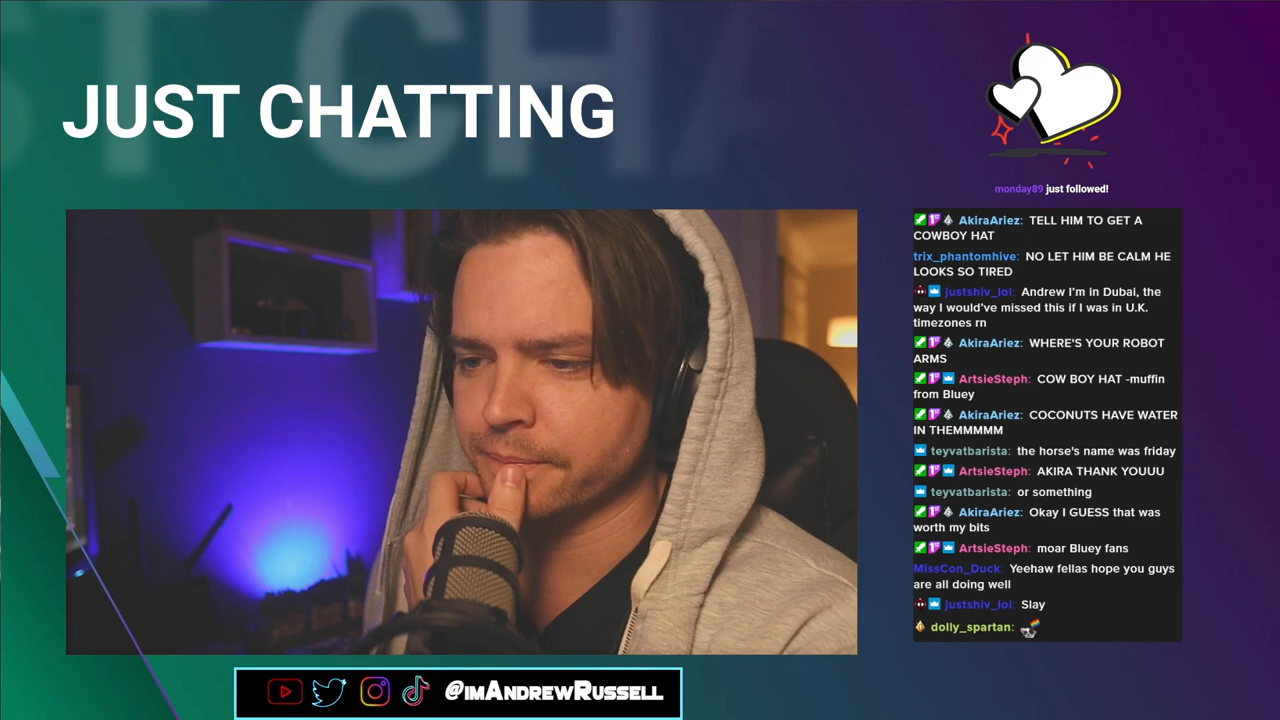 JUST CHATTING
monday89 just followed!
AkiraAriez: TELL HIM TO GET A
COWBOY HAT
trix_phantomhive: NO LET HIM BE CALM HE
LOOKS SO TIRED
justshiv_lol: Andrew I'm in Dubai, the
way I would've missed this if I was in U.K.
timezones rn
AkiraAriez: WHERE'S YOUR ROBOT
ARMS
ArtsieSteph: COW BOY HAT -muffin
from Bluey
AkiraAriez: COCONUTS HAVE WATER
IN THEMMMMM
teyvatbarista: the horse's name was friday
ArtsieSteph: AKIRA THANK YOUUU
teyvatbarista: or something
AkiraAriez: Okay I GUESS that was
worth my bits
ArtsieSteph: moar Bluey fans
MissCon_Duck: Yeehaw fellas hope you guys
are all doing well
justshiv_lol: Slay
dolly_spartan:
@imAndrewRussell